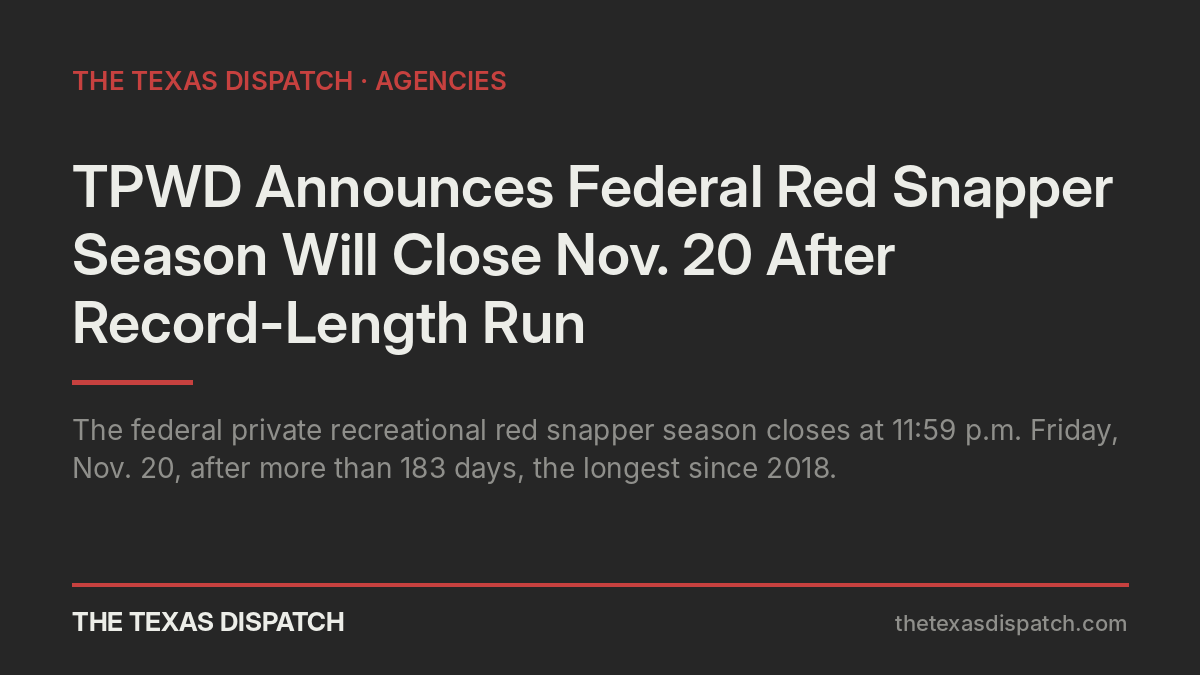 THE TEXAS DISPATCH · AGENCIES
TPWD Announces Federal Red Snapper
Season Will Close Nov. 20 After
Record-Length Run
The federal private recreational red snapper season closes at 11:59 p.m. Friday,
Nov. 20, after more than 183 days, the longest since 2018.
THE TEXAS DISPATCH
thetexasdispatch.com